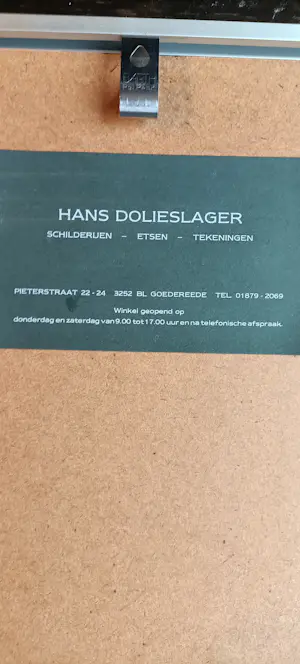 BARTH
HANS DOLIESLAGER
SCHILDERIJEN – ETSEN – TEKENINGEN
PIETERSTRAAT 22 - 24 3252 BL GOEDEREEDE TEL. 01879 - 2069
Winkel geopend op
donderdag en zaterdag van 9.00 tot 17.00 uur en na telefonische afspraak.